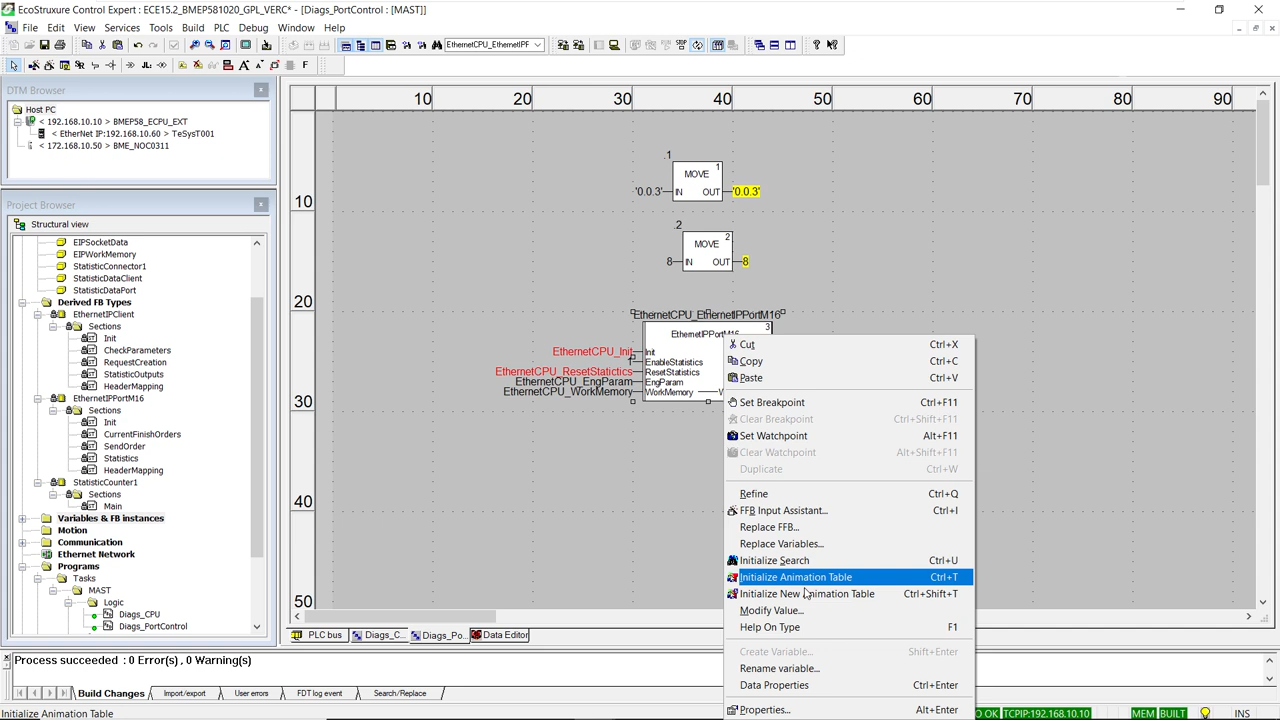 EcoStruxure Control Expert : ECE15.2_BMEP581020_GPL_VERC* - [Diags_PortControl : [MAST]]
File Edit View Services Tools Build PLC Debug Window Help
EthernetCPU_EthernetIPF
DTM Browser
Host PC
< 192.168.10.10 > BMEP58_ECPU_EXT
< EtherNet IP:192.168.10.60 > TeSysT001
< 172.168.10.50 > BME_NOC0311
Project Browser
Structural view
EIPSocketData
EIPWorkMemory
StatisticConnector1
StatisticDataClient
StatisticDataPort
Derived FB Types
EthernetIPClient
Sections
Init
CheckParameters
RequestCreation
StatisticOutputs
HeaderMapping
EthernetIPPortM16
Sections
Init
CurrentFinishOrders
SendOrder
Statistics
HeaderMapping
StatisticCounter1
Sections
Main
Variables & FB instances
Motion
Communication
Ethernet Network
Programs
Tasks
MAST
Logic
Diags_CPU
Diags_PortControl
10 20 30 40 50 60 70 80 90
10
20
30
40
50
.1
MOVE 1
'0.0.3' IN OUT '0.0.3'
.2
MOVE 2
8 IN OUT 8
EthernetCPU_EthernetIPPortM16
3
EthernetIPPortM16
EthernetCPU_Init Init
1 EnableStatistics
EthernetCPU_ResetStatictics ResetStatistics
EthernetCPU_EngParam EngParam
EthernetCPU_WorkMemory WorkMemory W
Cut Ctrl+X
Copy Ctrl+C
Paste Ctrl+V
Set Breakpoint Ctrl+F11
Clear Breakpoint Ctrl+Shift+F11
Set Watchpoint Alt+F11
Clear Watchpoint Alt+Shift+F11
Duplicate Ctrl+W
Refine Ctrl+Q
FFB Input Assistant... Ctrl+I
Replace FFB...
Replace Variables...
Initialize Search Ctrl+U
Initialize Animation Table Ctrl+T
Initialize New Animation Table Ctrl+Shift+T
Modify Value...
Help On Type F1
Create Variable... Shift+Enter
Rename variable...
Data Properties Ctrl+Enter
Properties... Alt+Enter
PLC bus Diags_C... Diags_Po... Data Editor
Process succeeded : 0 Error(s) , 0 Warning(s)
Build Changes Import/export User errors FDT log event Search/Replace
Initialize Animation Table O OK TCPIP:192.168.10.10 MEM BUILT INS